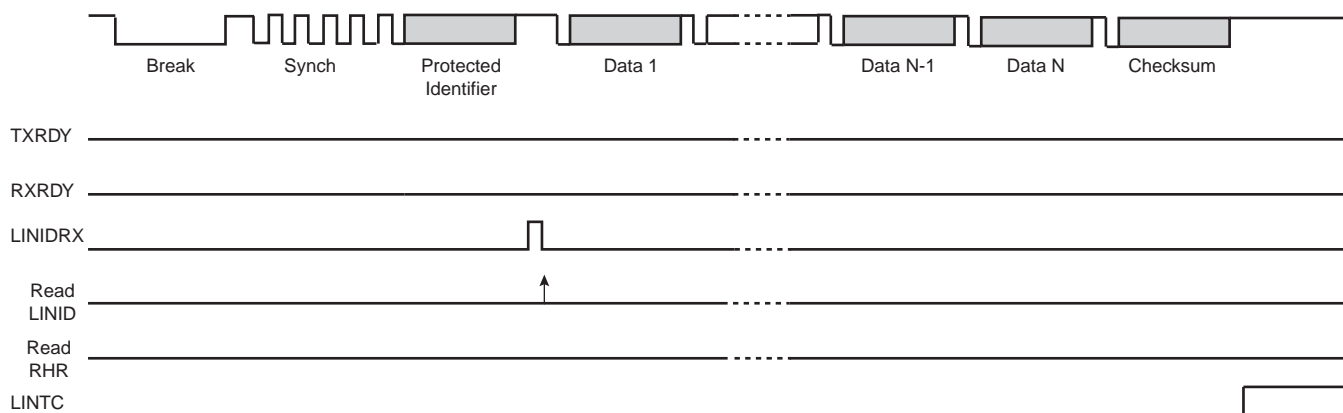 Break
Synch
Protected
Identifier
Data 1
Data N-1
Data N
Checksum
TXRDY
RXRDY
LINIDRX
Read
LINID
Read
RHR
LINTC